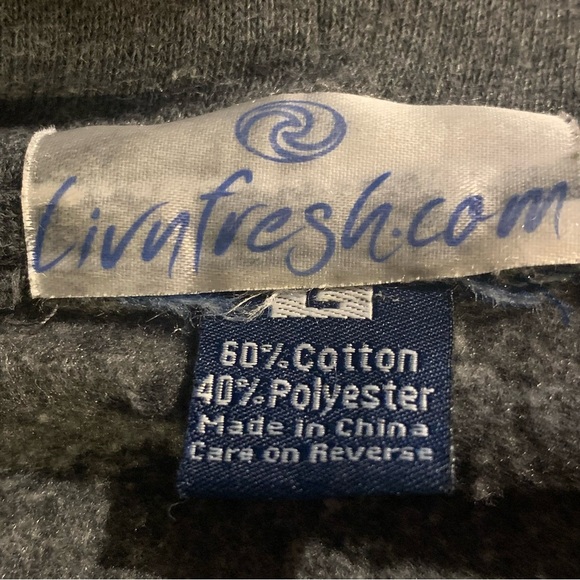 Livnfresh.com
60% Cotton
40% Polyester
Made in China
Care on Reverse